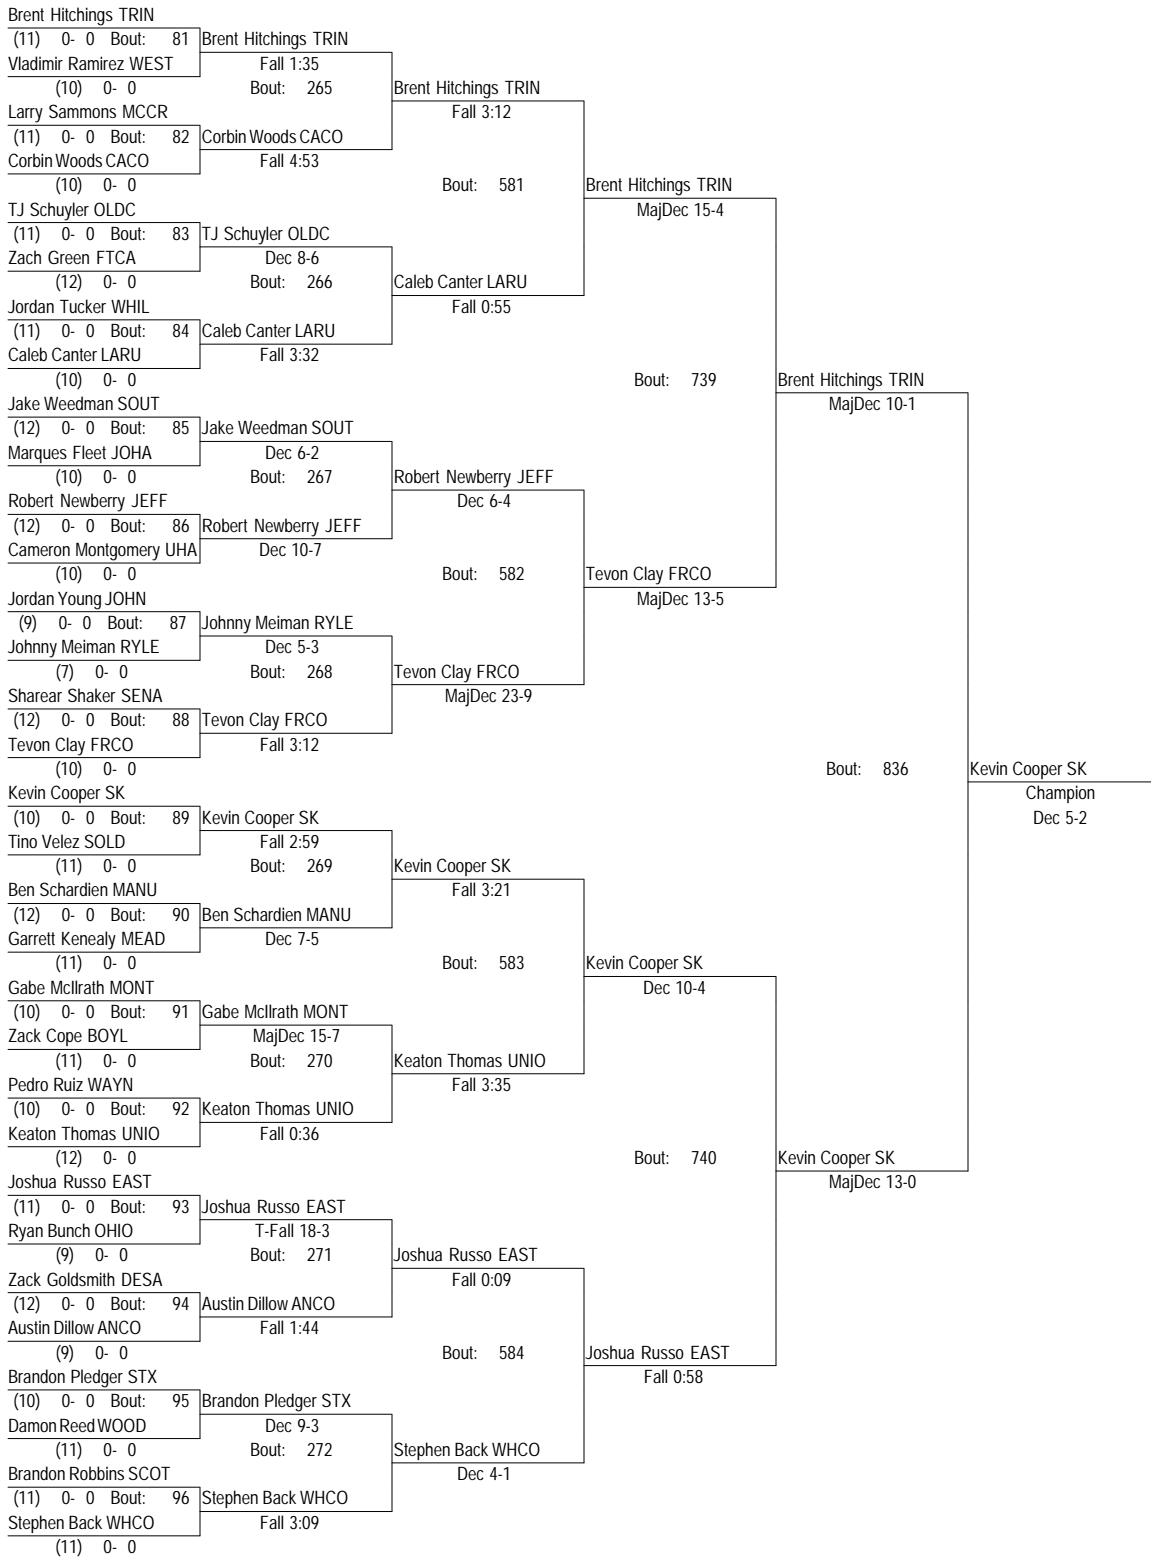 Brent Hitchings TRIN
(11) 0- 0 Bout: 81 Brent Hitchings TRIN
Vladimir Ramirez WEST Fall 1:35
(10) 0- 0 Bout: 265 Brent Hitchings TRIN
Larry Sammons MCCR Fall 3:12
(11) 0- 0 Bout: 82 Corbin Woods CACO
Corbin Woods CACO Fall 4:53
(10) 0- 0 Bout: 581 Brent Hitchings TRIN
TJ Schuyler OLDC MajDec 15-4
(11) 0- 0 Bout: 83 TJ Schuyler OLDC
Zach Green FTCA Dec 8-6
(12) 0- 0 Bout: 266 Caleb Canter LARU
Jordan Tucker WHIL Fall 0:55
(11) 0- 0 Bout: 84 Caleb Canter LARU
Caleb Canter LARU Fall 3:32
(10) 0- 0 Bout: 739 Brent Hitchings TRIN
Jake Weedman SOUT MajDec 10-1
(12) 0- 0 Bout: 85 Jake Weedman SOUT
Marques Fleet JOHA Dec 6-2
(10) 0- 0 Bout: 267 Robert Newberry JEFF
Robert Newberry JEFF Dec 6-4
(12) 0- 0 Bout: 86 Robert Newberry JEFF
Cameron Montgomery UHA Dec 10-7
(10) 0- 0 Bout: 582 Tevon Clay FRCO
Jordan Young JOHN MajDec 13-5
(9) 0- 0 Bout: 87 Johnny Meiman RYLE
Johnny Meiman RYLE Dec 5-3
(7) 0- 0 Bout: 268 Tevon Clay FRCO
Sharear Shaker SENA MajDec 23-9
(12) 0- 0 Bout: 88 Tevon Clay FRCO
Tevon Clay FRCO Fall 3:12
(10) 0- 0 Bout: 836 Kevin Cooper SK
Kevin Cooper SK Champion
(10) 0- 0 Bout: 89 Kevin Cooper SK Dec 5-2
Tino Velez SOLD Fall 2:59
(11) 0- 0 Bout: 269 Kevin Cooper SK
Ben Schardien MANU Fall 3:21
(12) 0- 0 Bout: 90 Ben Schardien MANU
Garrett Kenealy MEAD Dec 7-5
(11) 0- 0 Bout: 583 Kevin Cooper SK
Gabe McIlrath MONT Dec 10-4
(10) 0- 0 Bout: 91 Gabe McIlrath MONT
Zack Cope BOYL MajDec 15-7
(11) 0- 0 Bout: 270 Keaton Thomas UNIO
Pedro Ruiz WAYN Fall 3:35
(10) 0- 0 Bout: 92 Keaton Thomas UNIO
Keaton Thomas UNIO Fall 0:36
(12) 0- 0 Bout: 740 Kevin Cooper SK
Joshua Russo EAST MajDec 13-0
(11) 0- 0 Bout: 93 Joshua Russo EAST
Ryan Bunch OHIO T-Fall 18-3
(9) 0- 0 Bout: 271 Joshua Russo EAST
Zack Goldsmith DESA Fall 0:09
(12) 0- 0 Bout: 94 Austin Dillow ANCO
Austin Dillow ANCO Fall 1:44
(9) 0- 0 Bout: 584 Joshua Russo EAST
Brandon Pledger STX Fall 0:58
(10) 0- 0 Bout: 95 Brandon Pledger STX
Damon Reed WOOD Dec 9-3
(11) 0- 0 Bout: 272 Stephen Back WHCO
Brandon Robbins SCOT Dec 4-1
(11) 0- 0 Bout: 96 Stephen Back WHCO
Stephen Back WHCO Fall 3:09
(11) 0- 0